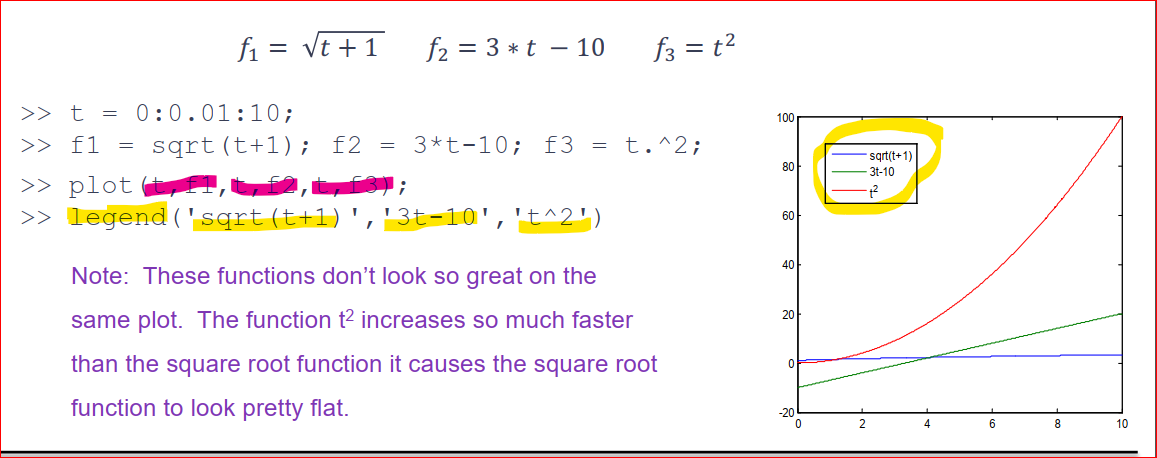 f₁ = √t + 1 f₂ = 3 ∗ t − 10 f₃ = t²
>> t = 0:0.01:10;
>> f1 = sqrt(t+1); f2 = 3*t-10; f3 = t.^2;
>> plot(t,f1,t,f2,t,f3);
>> legend('sqrt(t+1)','3t-10','t^2')
Note: These functions don’t look so great on the
same plot. The function t² increases so much faster
than the square root function it causes the square root
function to look pretty flat.
100
80
60
40
20
0
-20
sqrt(t+1)
3t-10
t²
0 2 4 6 8 10